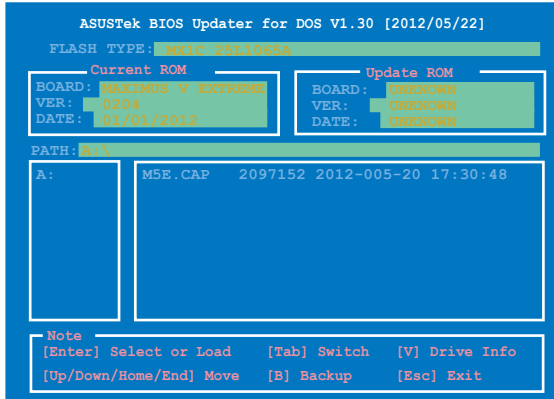 ASUSTek BIOS Updater for DOS V1.30 [2012/05/22]
FLASH TYPE: MX1C 25L1065A
Current ROM
BOARD: MAXIMUS V EXTREME
VER: 0204
DATE: 01/01/2012
Update ROM
BOARD: UNKNOWN
VER: UNKNOWN
DATE: UNKNOWN
PATH: A:\
A:
M5E.CAP 2097152 2012-005-20 17:30:48
Note
[Enter] Select or Load [Tab] Switch [V] Drive Info
[Up/Down/Home/End] Move [B] Backup [Esc] Exit